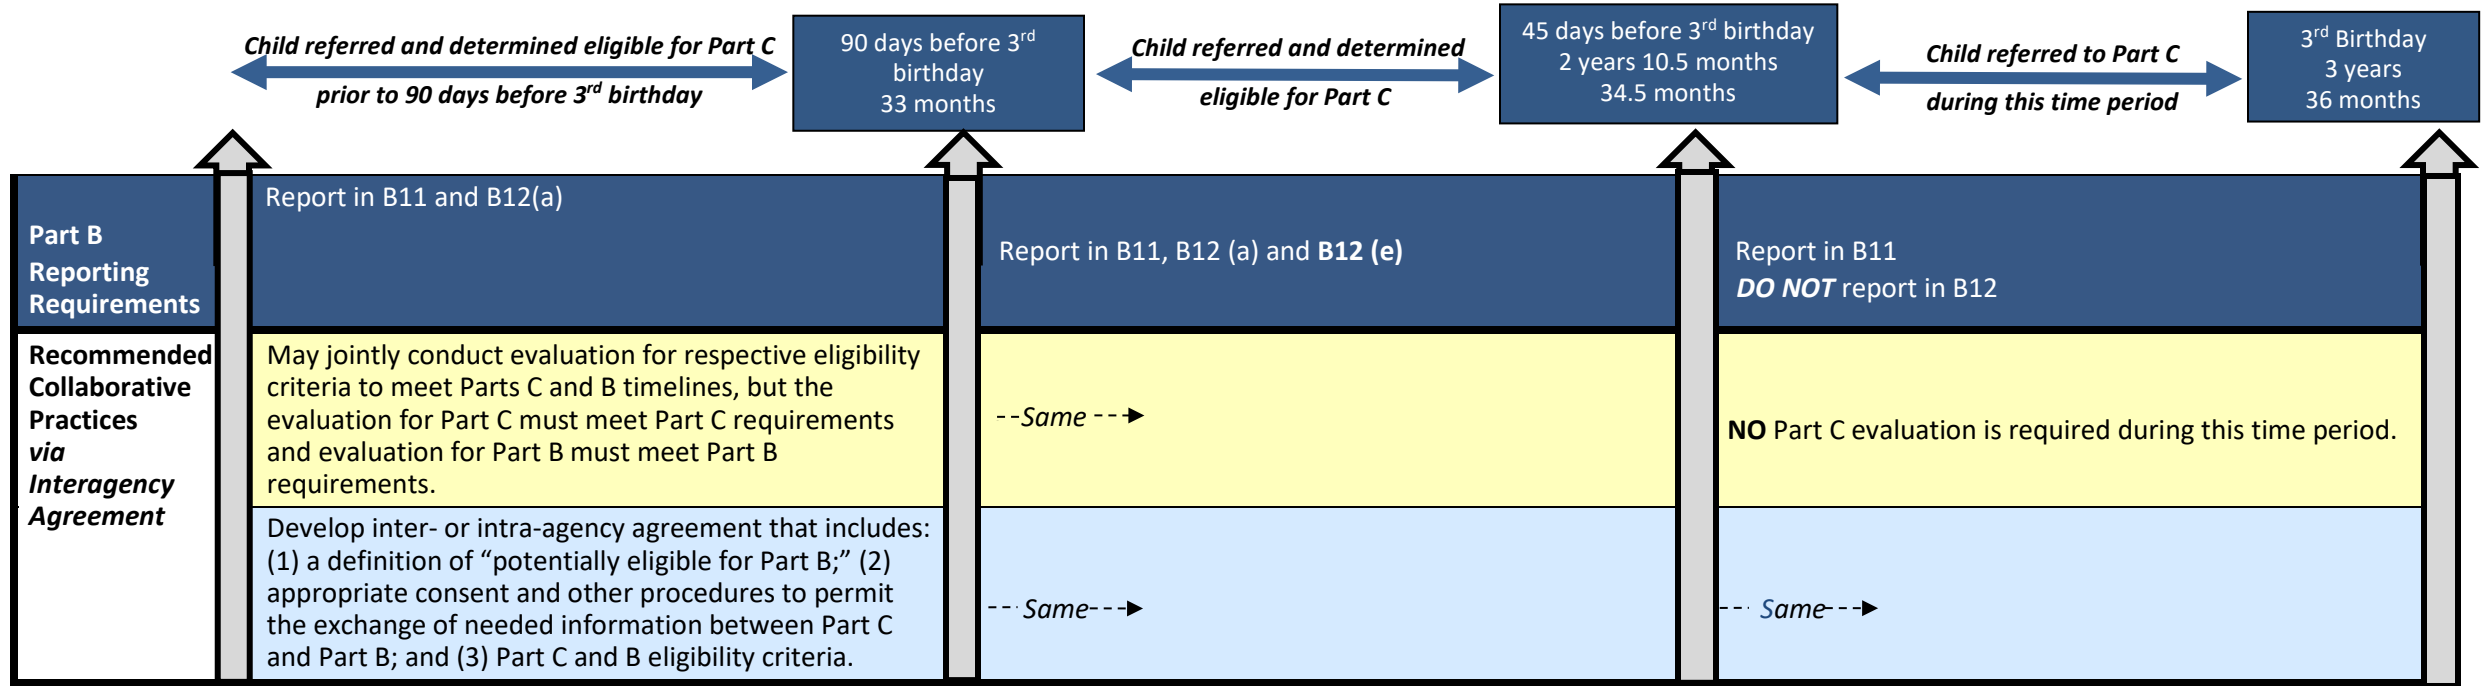 Child referred and determined eligible for Part C
prior to 90 days before 3rd birthday
90 days before 3rd
birthday
33 months
Child referred and determined
eligible for Part C
45 days before 3rd birthday
2 years 10.5 months
34.5 months
Child referred to Part C
during this time period
3rd Birthday
3 years
36 months
Part B
Reporting
Requirements
Report in B11 and B12(a)
Report in B11, B12 (a) and B12 (e)
Report in B11
DO NOT report in B12
Recommended
Collaborative
Practices
via
Interagency
Agreement
May jointly conduct evaluation for respective eligibility
criteria to meet Parts C and B timelines, but the
evaluation for Part C must meet Part C requirements
and evaluation for Part B must meet Part B
requirements.
--Same---
NO Part C evaluation is required during this time period.
Develop inter- or intra-agency agreement that includes:
(1) a definition of “potentially eligible for Part B;” (2)
appropriate consent and other procedures to permit
the exchange of needed information between Part C
and Part B; and (3) Part C and B eligibility criteria.
--- Same----
--- Same----